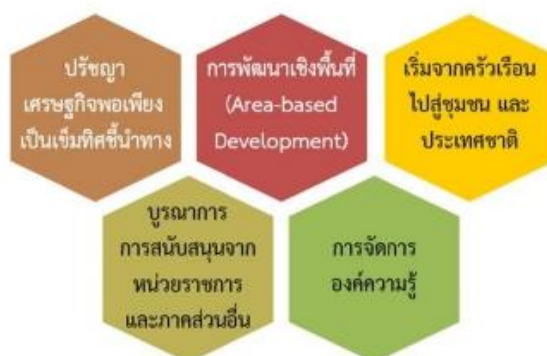 ปรัชญา
เศรษฐกิจพอเพียง
เป็นเข็มทิศชี้นำทาง
การพัฒนาเชิงพื้นที่
(Area-based
Development)
เริ่มจากครัวเรือน
ไปสู่ชุมชน และ
ประเทศชาติ
บูรณาการ
การสนับสนุนจาก
หน่วยราชการ
และภาคส่วนอื่น
การจัดการ
องค์ความรู้